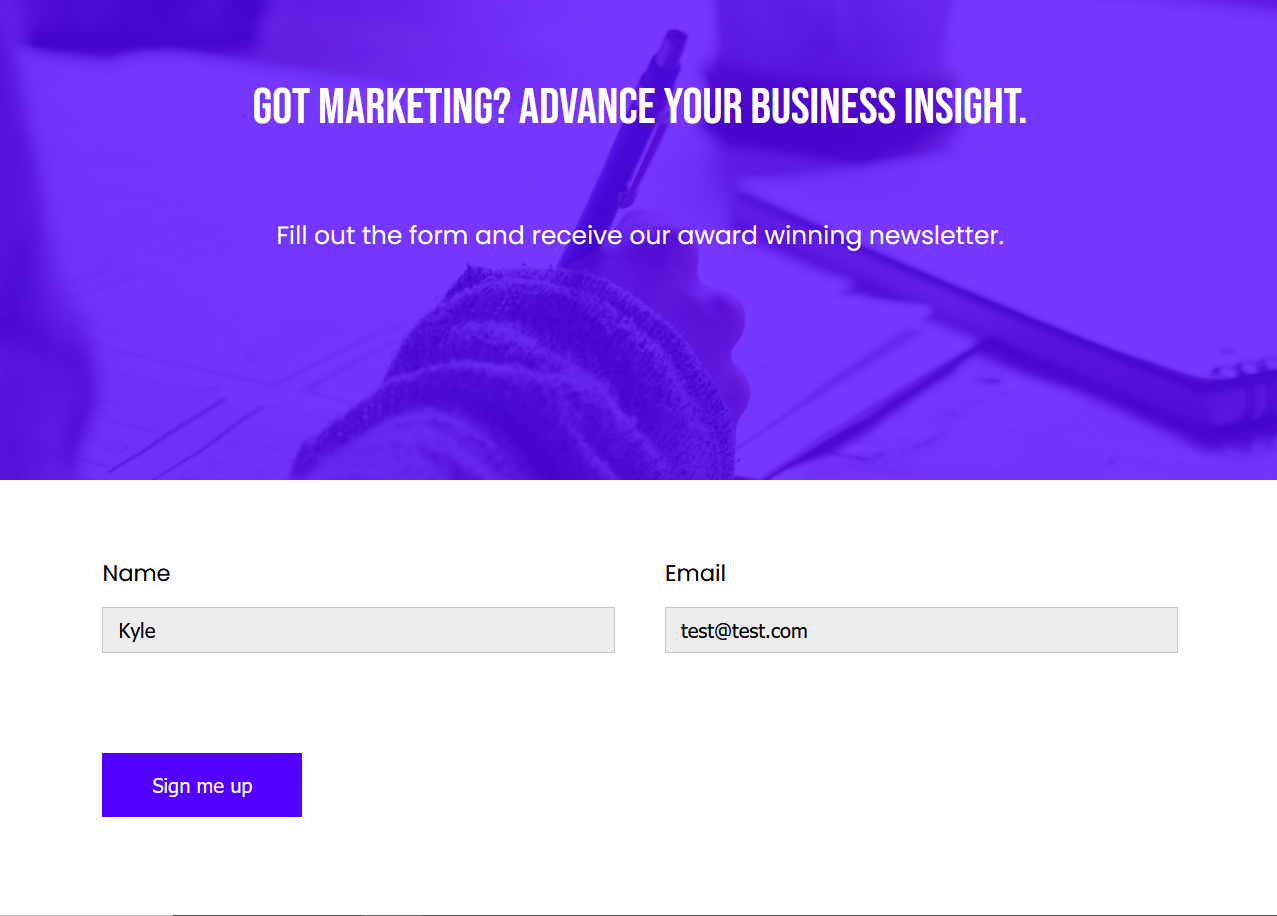 GOT MARKETING? ADVANCE YOUR BUSINESS INSIGHT.
Fill out the form and receive our award winning newsletter.
Name
Email
Kyle
test@test.com
Sign me up